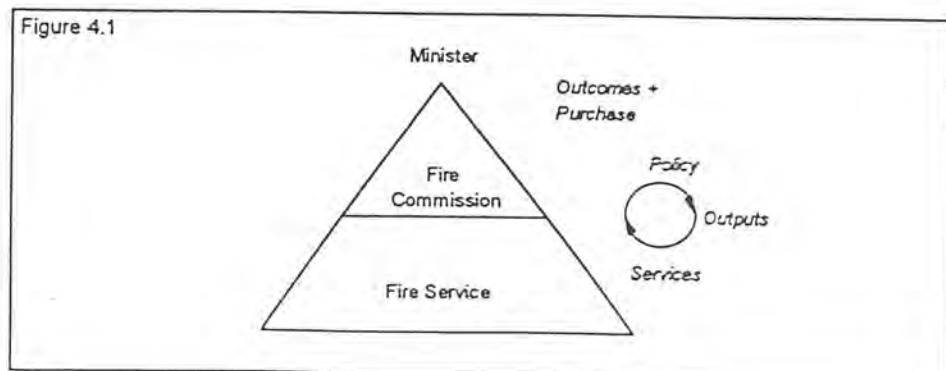 Figure 4.1
Minister
Outcomes +
Purchase
Policy
Fire
Commission
Outputs
Services
Fire Service